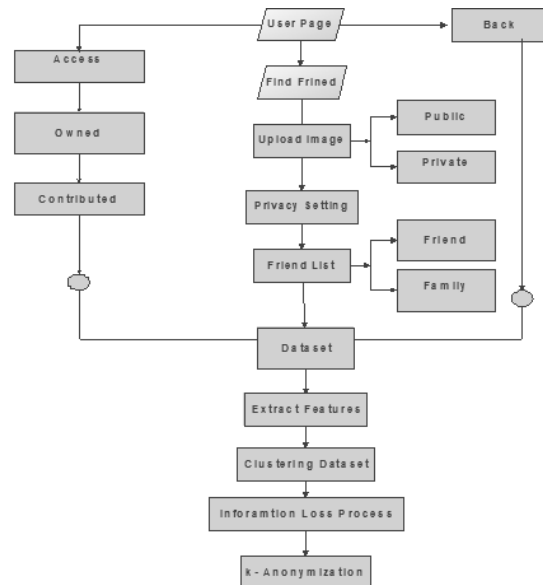 User Page
Back
Access
Find Frined
Public
Owned
Upload Image
Private
Contributed
Privacy Setting
Friend
Friend List
Family
Dataset
Extract Features
Clustering Dataset
Inforamtion Loss Process
k - Anonymization